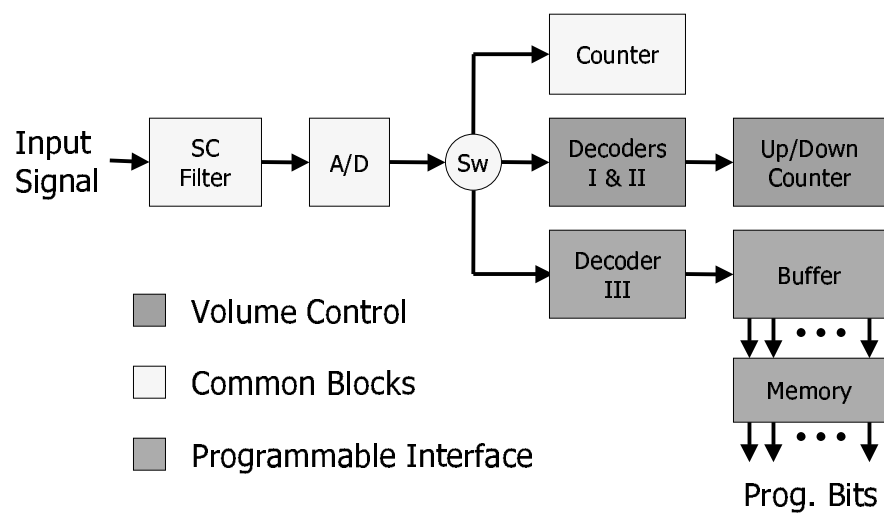 Counter
Input
Signal
SC
Filter
A/D
Sw
Decoders
I & II
Up/Down
Counter
Decoder
III
Buffer
Volume Control
Common Blocks
Memory
Programmable Interface
Prog. Bits